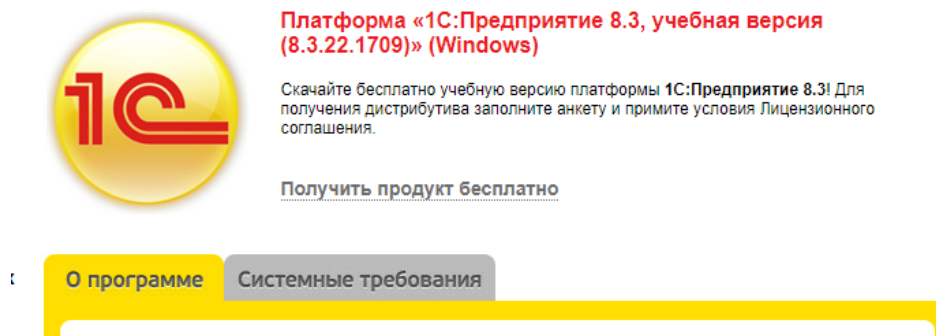 Платформа «1С:Предприятие 8.3, учебная версия
(8.3.22.1709)» (Windows)
1С
Скачайте бесплатно учебную версию платформы 1С:Предприятие 8.3! Для
получения дистрибутива заполните анкету и примите условия Лицензионного
соглашения.
Получить продукт бесплатно
О программе Системные требования